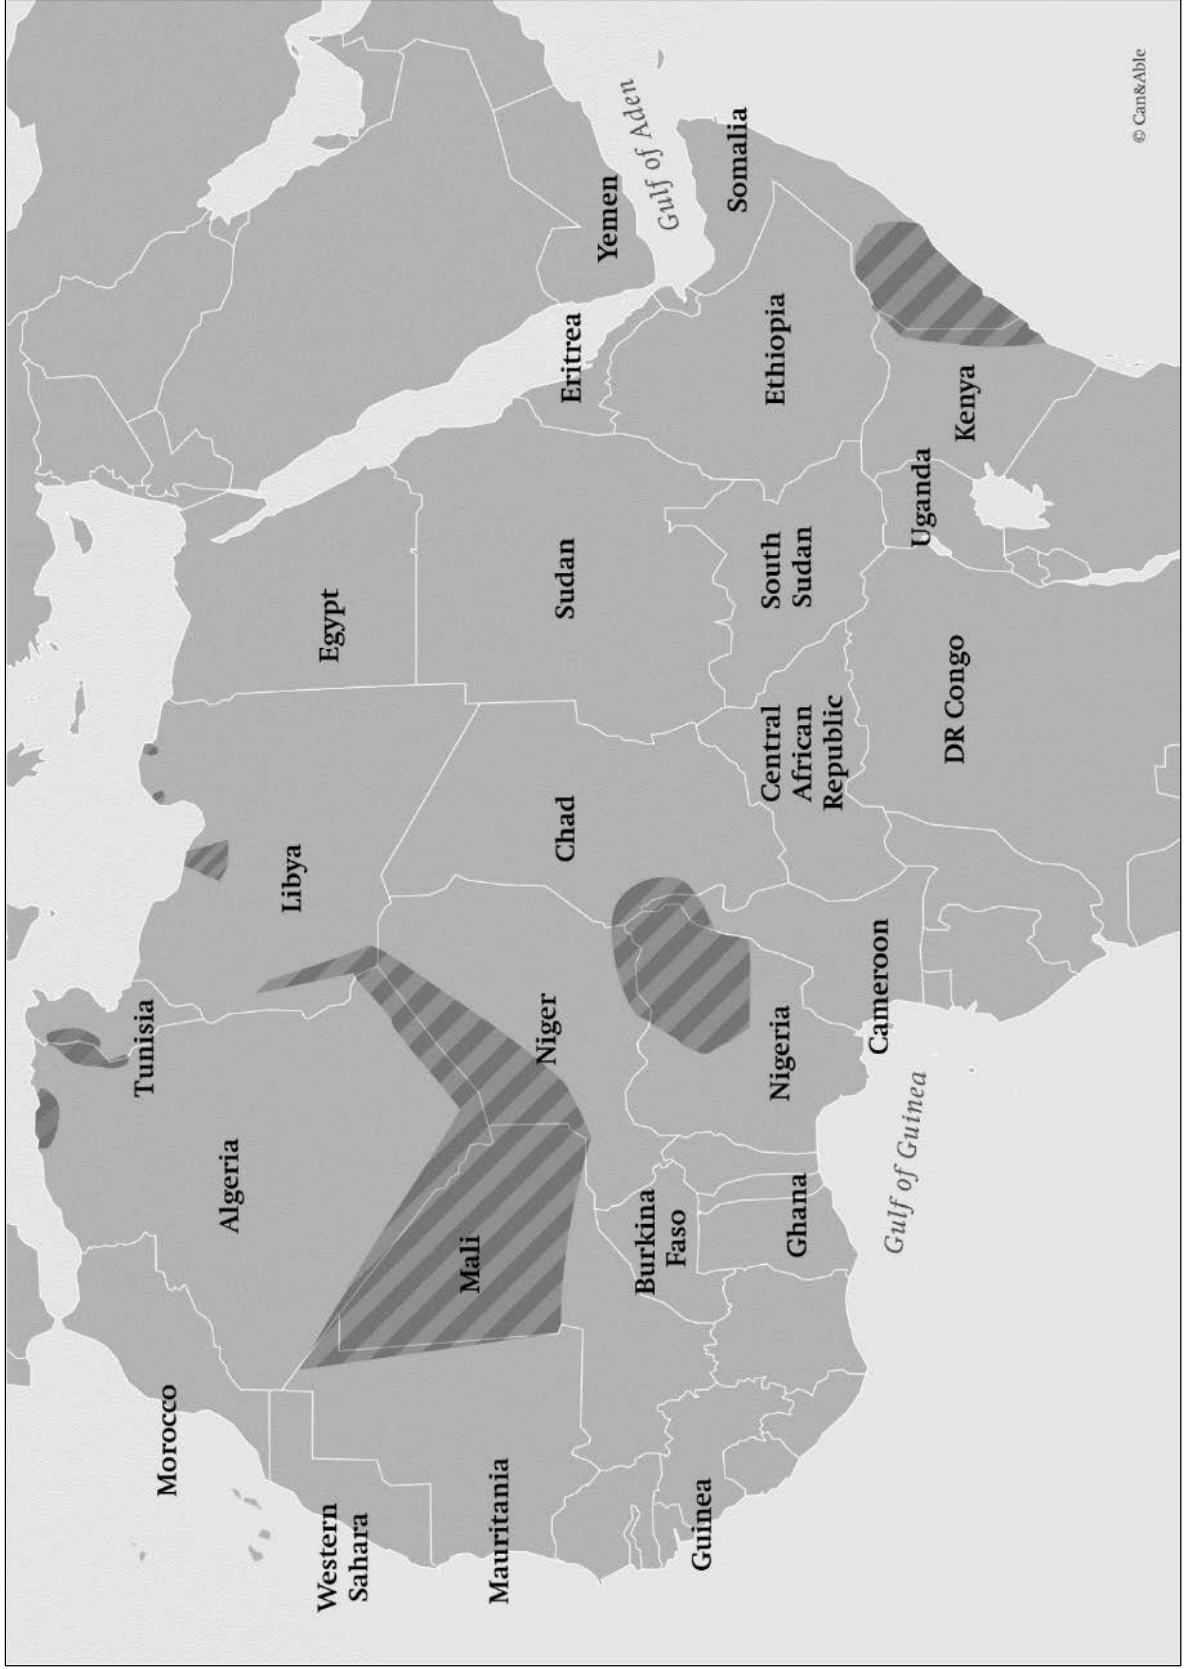 Morocco
Tunisia
Algeria
Libya
Egypt
Western
Sahara
Mauritania
Mali
Niger
Chad
Sudan
Eritrea
Yemen
Gulf of Aden
Guinea
Burkina
Faso
Ghana
Nigeria
Cameroon
Central
African
Republic
South
Sudan
Ethiopia
Somalia
Gulf of Guinea
DR Congo
Uganda
Kenya
© Can&Able